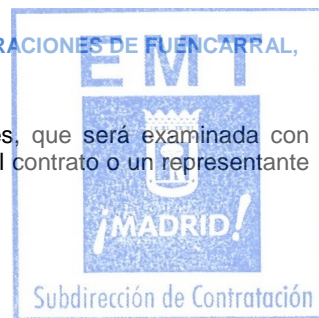 RACIONES DE FUENCARRAL,
EMT
es, que será examinada con
l contrato o un representante
¡MADRID!
Subdirección de Contratación